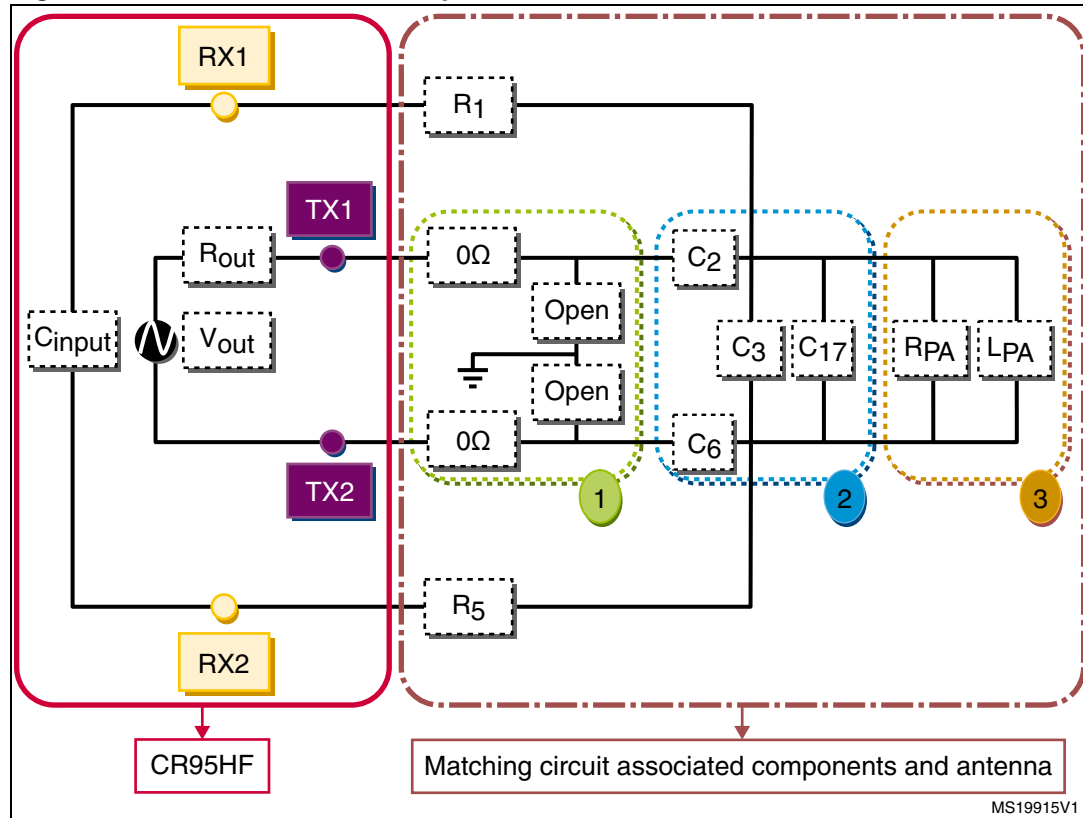 RX1
R1
TX1
Rout
0Ω
C2
Open
Cinput
Vout
C3
C17
RPA
LPA
Open
0Ω
C6
TX2
1
2
3
R5
RX2
CR95HF
Matching circuit associated components and antenna
MS19915V1